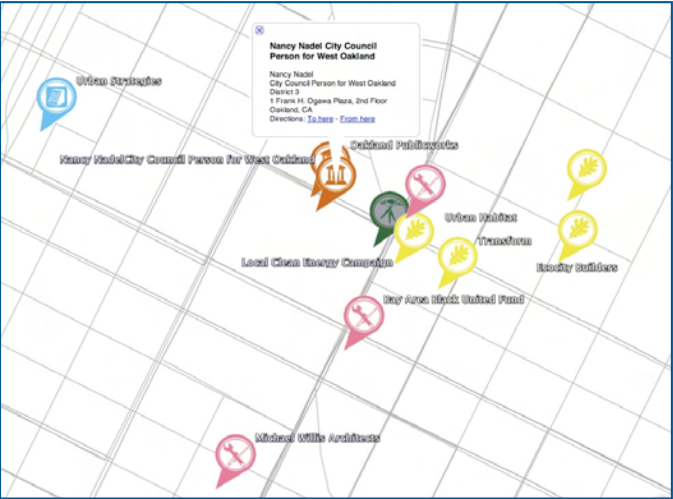 Nancy Nadel City Council
Person for West Oakland
Nancy Nadel
City Council Person for West Oakland
District 3
1 Frank H. Ogawa Plaza, 2nd Floor
Oakland, CA
Directions: To here - From here
Urban Strategies
Oakland Publicworks
Nancy NadelCity Council Person for West Oakland
Urban Habitat
Transform
Local Clean Energy Campaign
Ecocity Builders
Bay Area Black United Fund
Michael Willis Architects